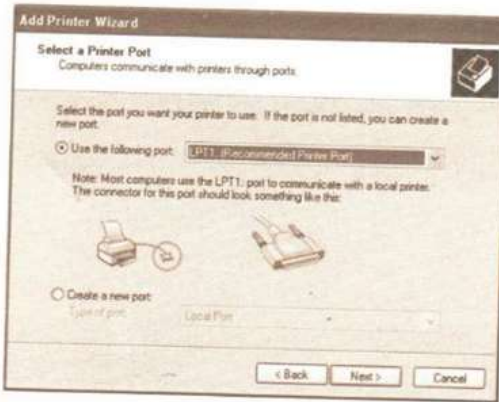 Add Printer Wizard
Select a Printer Port
Computers communicate with printers through ports.
Select the port you want your printer to use. If the port is not listed, you can create a
new port.
Use the following port: LPT1: (Recommended Printer Port)
Note: Most computers use the LPT1: port to communicate with a local printer.
The connector for this port should look something like this:
Create a new port:
Type of port: Local Port
< Back Next > Cancel